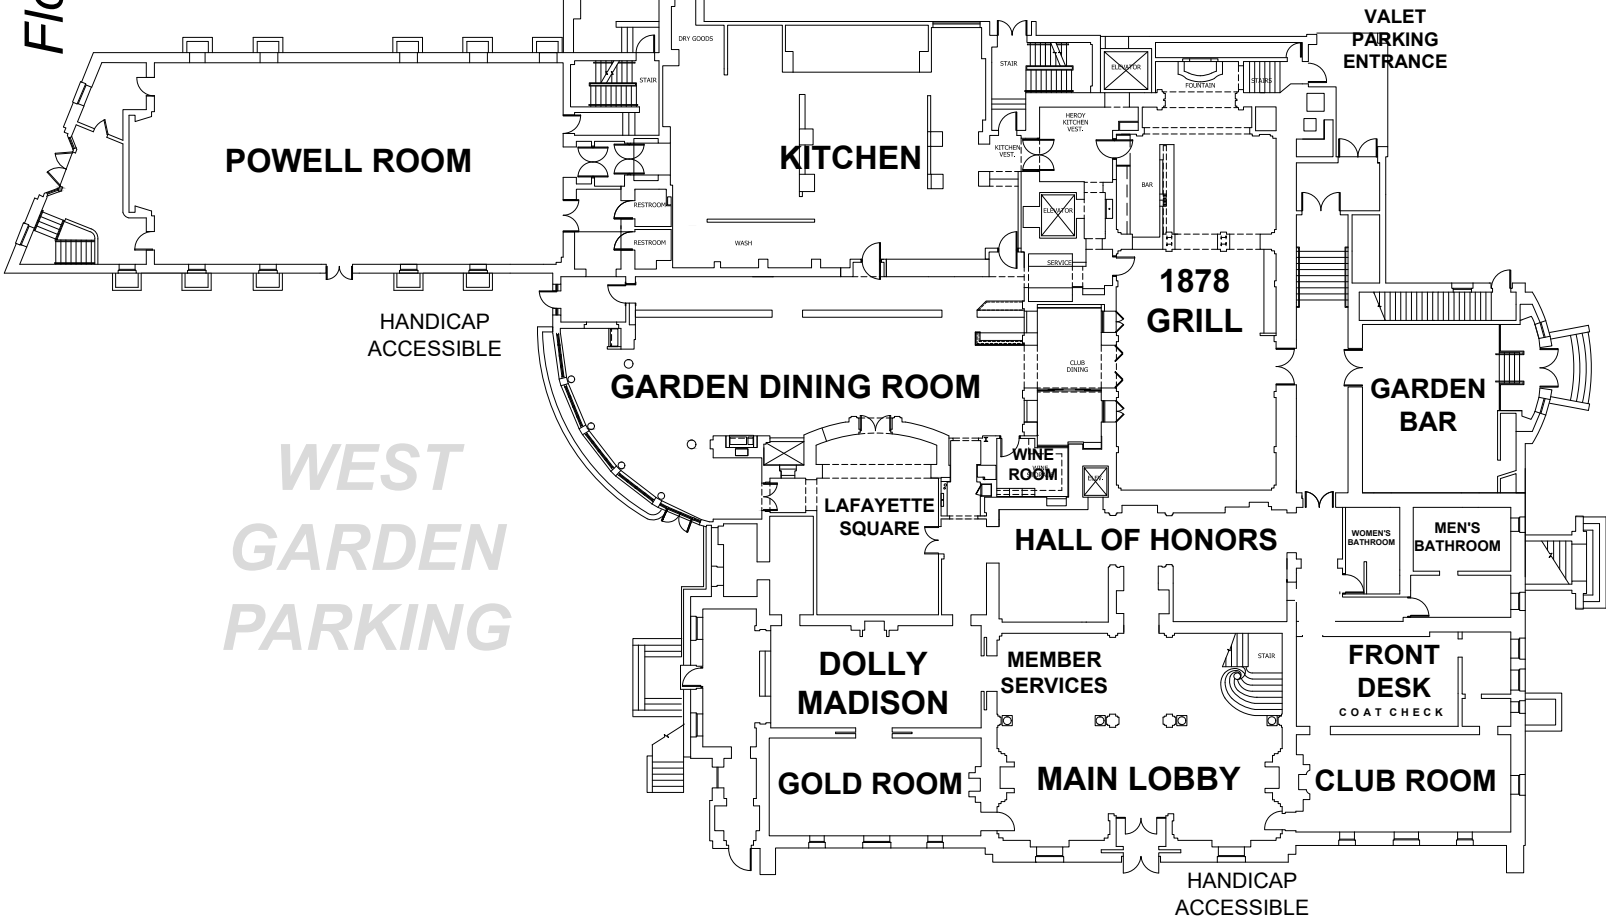 Flo
VALET
PARKING
ENTRANCE
DRY GOODS
STAIR
STAIR
ELEVATOR
FOUNTAIN
STAIRS
HEROY
KITCHEN
VEST.
KITCHEN
VEST.
POWELL ROOM
KITCHEN
BAR
RESTROOM
RESTROOM
ELEVATOR
WASH
SERVICE
1878
GRILL
HANDICAP
ACCESSIBLE
CLUB
DINING
GARDEN DINING ROOM
GARDEN
BAR
WEST
GARDEN
PARKING
WINE
ROOM
ELEV.
LAFAYETTE
SQUARE
HALL OF HONORS
WOMEN'S
BATHROOM
MEN'S
BATHROOM
DOLLY
MADISON
MEMBER
SERVICES
STAIR
FRONT
DESK
COAT CHECK
GOLD ROOM
MAIN LOBBY
CLUB ROOM
HANDICAP
ACCESSIBLE